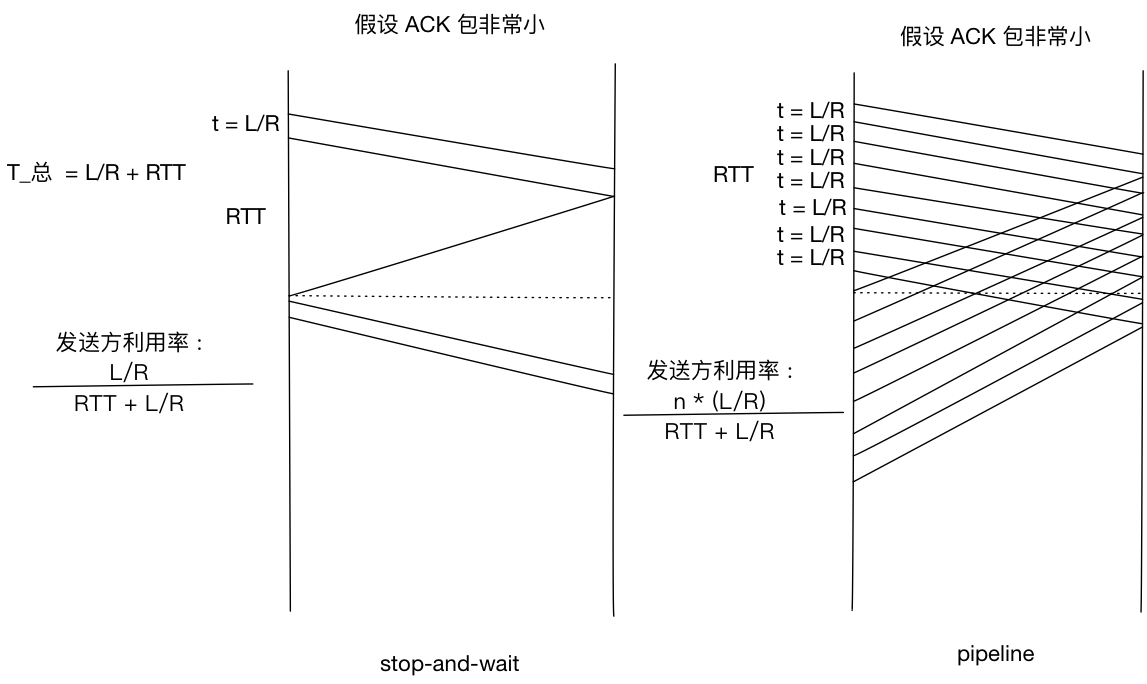 假设 ACK 包非常小
t = L/R
T_总 = L/R + RTT
RTT
发送方利用率：
L/R
RTT + L/R
stop-and-wait
假设 ACK 包非常小
t = L/R
t = L/R
t = L/R
RTT
t = L/R
t = L/R
t = L/R
t = L/R
发送方利用率：
n * (L/R)
RTT + L/R
pipeline